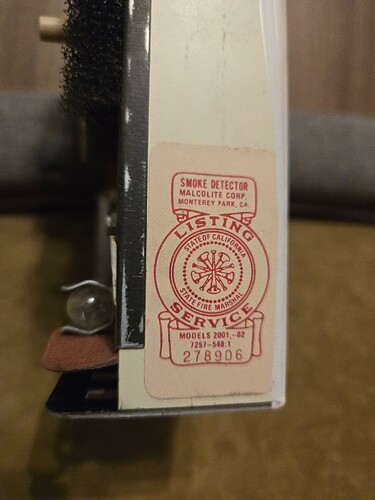 SMOKE DETECTOR
MALCOLITE CORP.
MONTEREY PARK, CA.
LISTING
STATE OF CALIFORNIA
STATE FIRE MARSHAL
SERVICE
MODELS 2001,-02
7257-548:1
278906